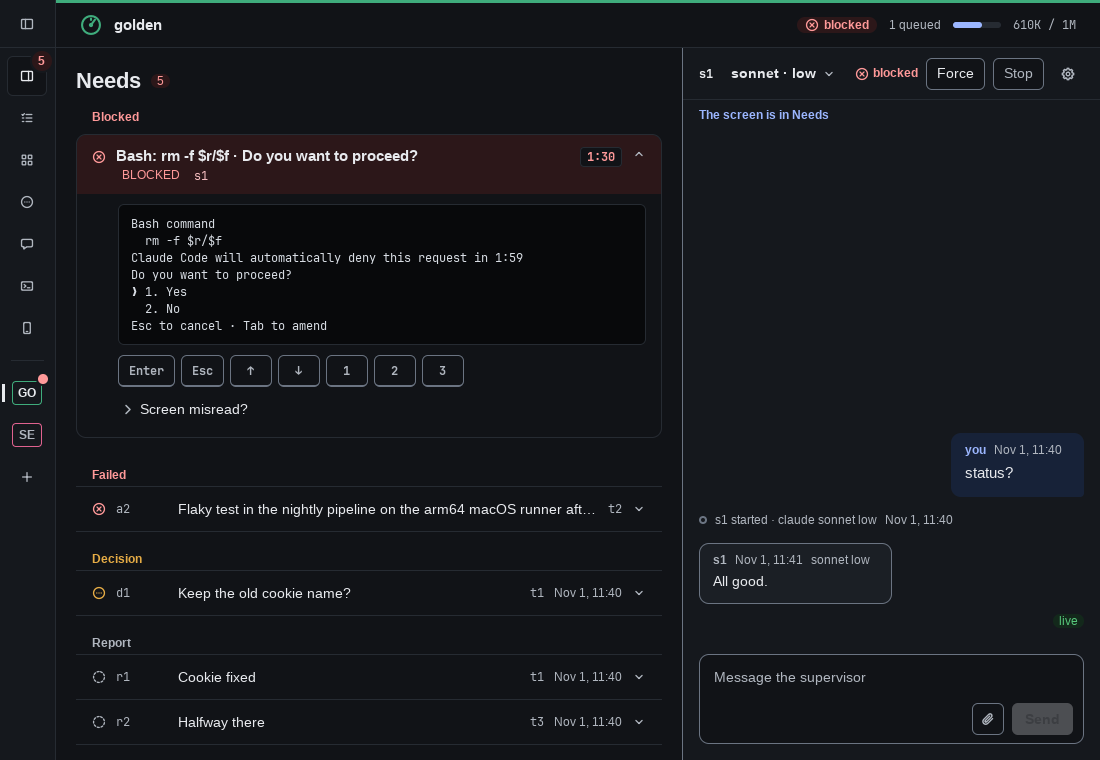 golden
blocked
1 queued
610K / 1M
5
GO
SE
Needs
5
Blocked
Bash: rm -f $r/$f · Do you want to proceed?
1:30
BLOCKED s1
Bash command
rm -f $r/$f
Claude Code will automatically deny this request in 1:59
Do you want to proceed?
❯ 1. Yes
2. No
Esc to cancel · Tab to amend
Enter Esc ↑ ↓ 1 2 3
Screen misread?
Failed
a2 Flaky test in the nightly pipeline on the arm64 macOS runner aft… t2
Decision
d1 Keep the old cookie name? t1 Nov 1, 11:40
Report
r1 Cookie fixed t1 Nov 1, 11:40
r2 Halfway there t3 Nov 1, 11:40
s1 sonnet · low blocked Force Stop
The screen is in Needs
you Nov 1, 11:40
status?
s1 started · claude sonnet low Nov 1, 11:40
s1 Nov 1, 11:41 sonnet low
All good.
live
Message the supervisor
Send